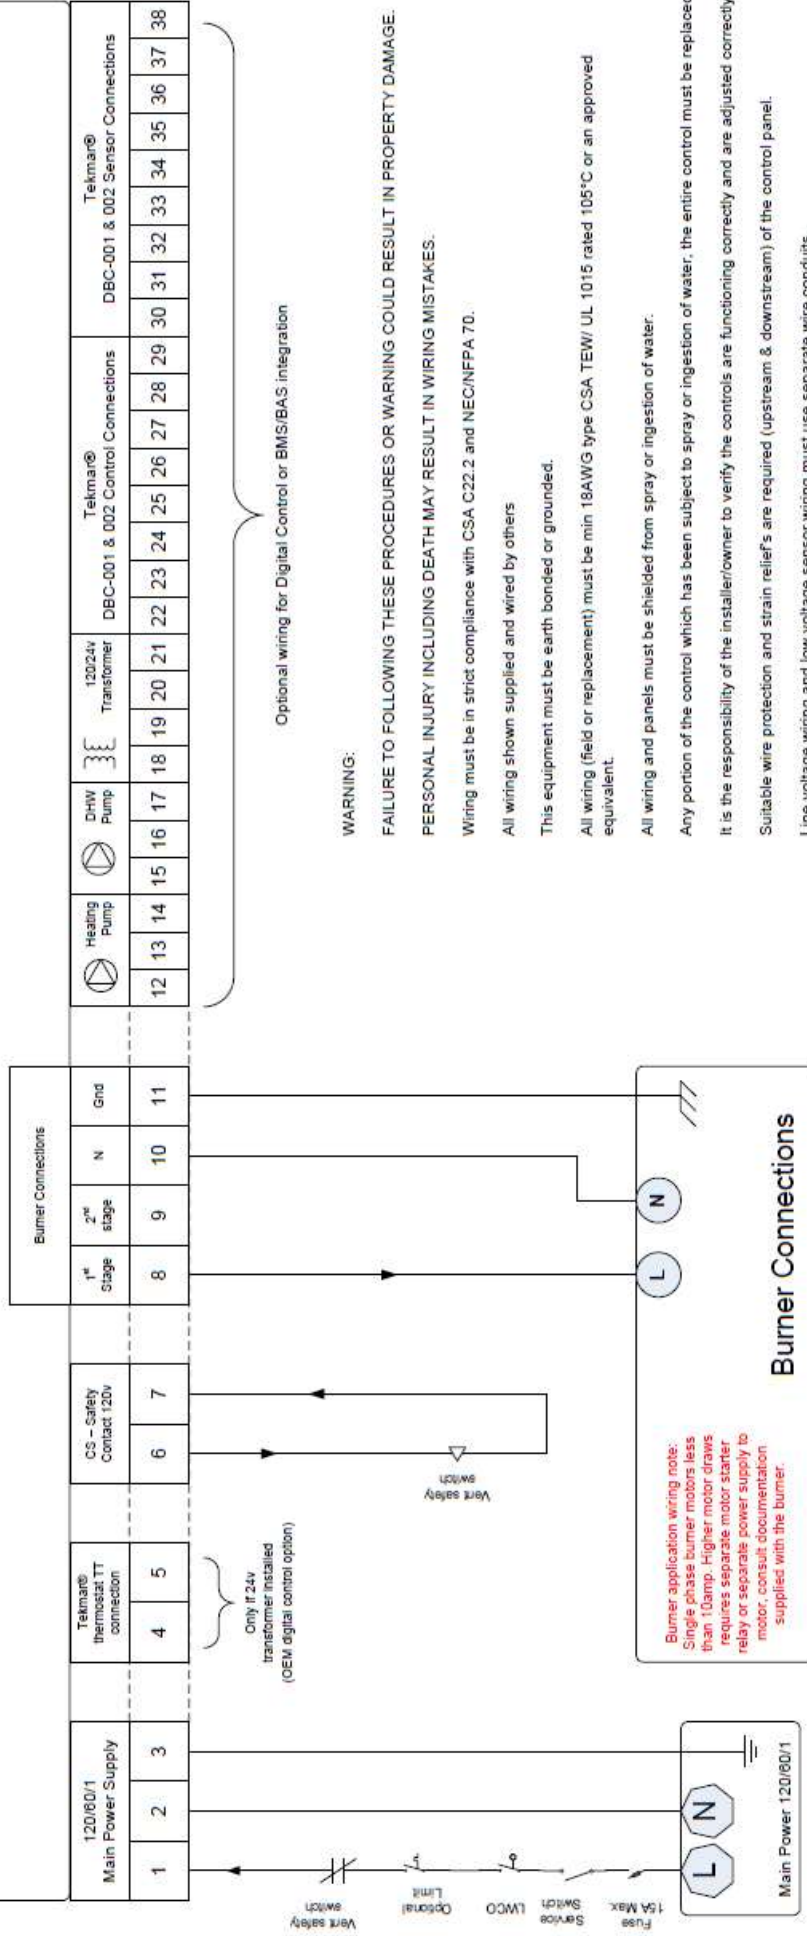 120/60/1
Main Power Supply
1 2 3
Tekmar®
thermostat TT
connection
4 5
CS – Safety
Contact 120v
6 7
Burner Connections
1st
Stage
2nd
stage
N
Gnd
8 9 10 11
Heating
Pump
12 13 14
DHW
Pump
15 16 17
120/24v
Transformer
18 19 20 21
Tekmar®
DBC-001 & 002 Control Connections
22 23 24 25 26 27 28 29
Tekmar®
DBC-001 & 002 Sensor Connections
30 31 32 33 34 35 36 37 38
Only if 24v
transformer installed
(OEM digital control option)
Optional wiring for Digital Control or BMS/BAS integration
Vent safety
switch
Optional
Limit
LWCO
Service
Switch
Fuse
15A Max.
L N
Main Power 120/60/1
Vent safety
switch
L
N
Burner application wiring note:
Single phase burner motors less
than 10amp. Higher motor draws
requires separate motor starter
relay or separate power supply to
motor, consult documentation
supplied with the burner.
Burner Connections
WARNING:
FAILURE TO FOLLOWING THESE PROCEDURES OR WARNING COULD RESULT IN PROPERTY DAMAGE.
PERSONAL INJURY INCLUDING DEATH MAY RESULT IN WIRING MISTAKES.
Wiring must be in strict compliance with CSA C22.2 and NEC/NFPA 70.
All wiring shown supplied and wired by others
This equipment must be earth bonded or grounded.
All wiring (field or replacement) must be min 18AWG type CSA TEW/ UL 1015 rated 105°C or an approved
equivalent.
All wiring and panels must be shielded from spray or ingestion of water.
Any portion of the control which has been subject to spray or ingestion of water, the entire control must be replaced
It is the responsibility of the installer/owner to verify the controls are functioning correctly and are adjusted correctly
Suitable wire protection and strain relief's are required (upstream & downstream) of the control panel.
Line voltage wiring and low voltage sensor wiring must use separate wire conduits